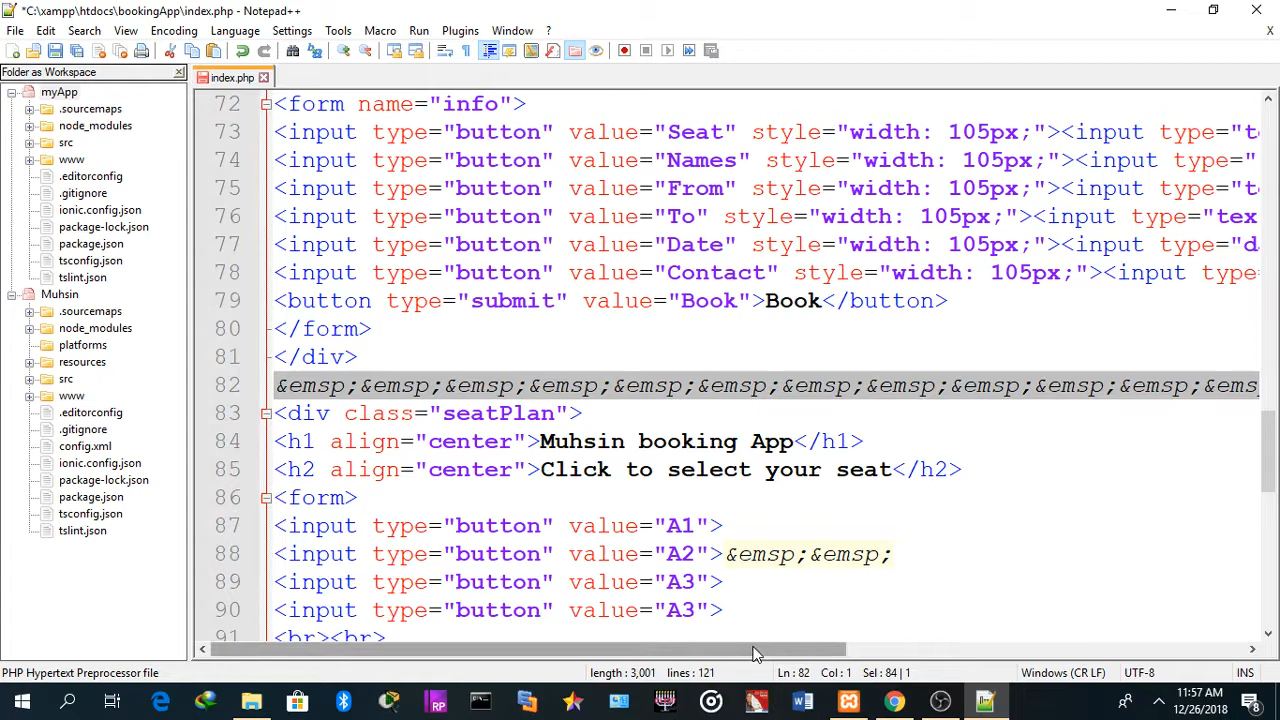 *C:\xampp\htdocs\bookingApp\index.php - Notepad++
File Edit Search View Encoding Language Settings Tools Macro Run Plugins Window ? X
Folder as Workspace
index.php
myApp
.sourcemaps
node_modules
src
www
.editorconfig
.gitignore
ionic.config.json
package-lock.json
package.json
tsconfig.json
tslint.json
Muhsin
.sourcemaps
node_modules
platforms
resources
src
www
.editorconfig
.gitignore
config.xml
ionic.config.json
package-lock.json
package.json
tsconfig.json
tslint.json
72 <form name="info">
73 <input type="button" value="Seat" style="width: 105px;"><input type="te
74 <input type="button" value="Names" style="width: 105px;"><input type="
75 <input type="button" value="From" style="width: 105px;"><input type="te
76 <input type="button" value="To" style="width: 105px;"><input type="tex
77 <input type="button" value="Date" style="width: 105px;"><input type="d
78 <input type="button" value="Contact" style="width: 105px;"><input type=
79 <button type="submit" value="Book">Book</button>
80 </form>
81 </div>
82 &emsp;&emsp;&emsp;&emsp;&emsp;&emsp;&emsp;&emsp;&emsp;&emsp;&emsp;&ems
83 <div class="seatPlan">
84 <h1 align="center">Muhsin booking App</h1>
85 <h2 align="center">Click to select your seat</h2>
86 <form>
87 <input type="button" value="A1">
88 <input type="button" value="A2">&emsp;&emsp;
89 <input type="button" value="A3">
90 <input type="button" value="A3">
91 <br><br>
PHP Hypertext Preprocessor file length : 3,001 lines : 121 Ln : 82 Col : 1 Sel : 84 | 1 Windows (CR LF) UTF-8 INS
11:57 AM
12/26/2018